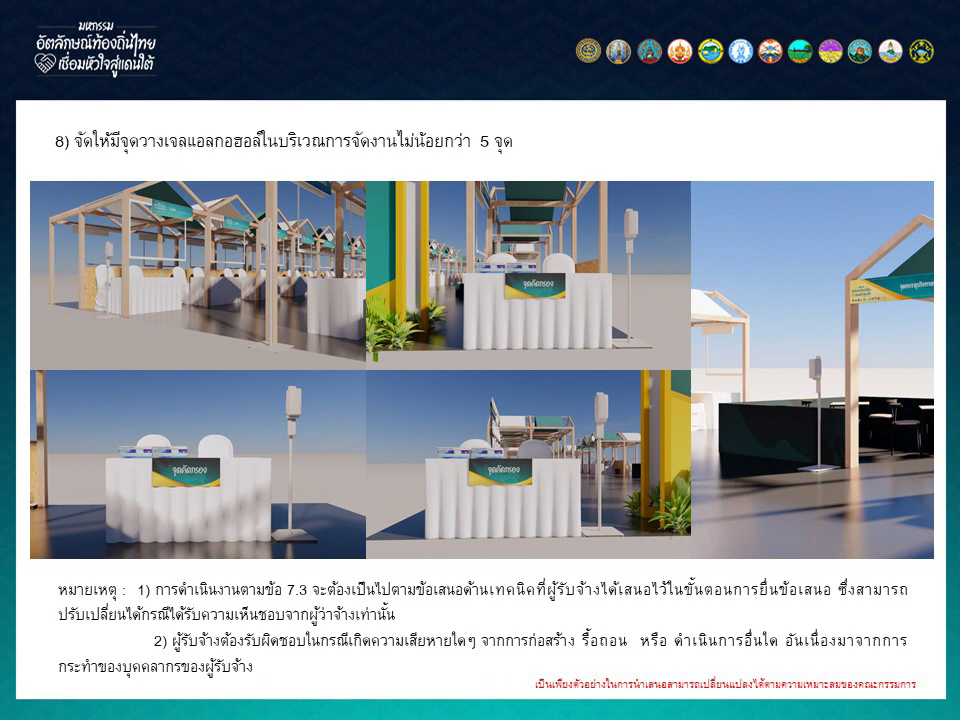 มหกรรม
อัตลักษณ์ท้องถิ่นไทย
เชื่อมหัวใจสู่แดนใต้
8) จัดให้มีจุดวางเจลแอลกอฮอล์ในบริเวณการจัดงานไม่น้อยกว่า 5 จุด
จุดคัดกรอง
จุดคัดกรอง
จุดคัดกรอง
หมายเหตุ : 1) การดำเนินงานตามข้อ 7.3 จะต้องเป็นไปตามข้อเสนอด้านเทคนิคที่ผู้รับจ้างได้เสนอไว้ในขั้นตอนการยื่นข้อเสนอ ซึ่งสามารถ
ปรับเปลี่ยนได้กรณีได้รับความเห็นชอบจากผู้ว่าจ้างเท่านั้น
2) ผู้รับจ้างต้องรับผิดชอบในกรณีเกิดความเสียหายใดๆ จากการก่อสร้าง รื้อถอน หรือ ดำเนินการอื่นใด อันเนื่องมาจากการ
กระทำของบุคคลากรของผู้รับจ้าง
เป็นเพียงตัวอย่างในการนำเสนอสามารถเปลี่ยนแปลงได้ตามความเหมาะสมของคณะกรรมการ